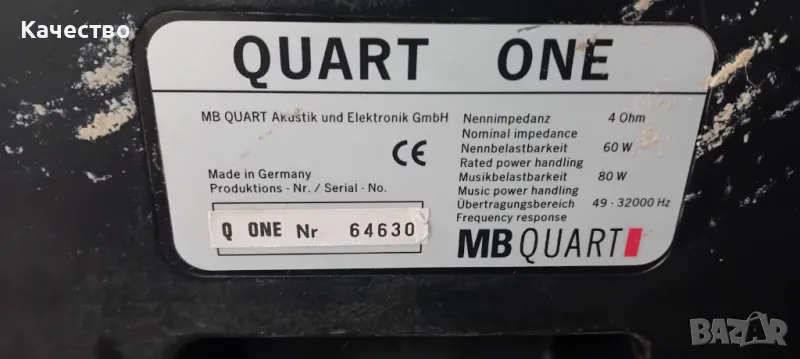 Качество
QUART ONE
MB QUART Akustik und Elektronik GmbH
CE
Made in Germany
Produktions - Nr. / Serial - No.
Q ONE Nr 64630
Nennimpedanz 4 Ohm
Nominal impedance
Nennbelastbarkeit 60 W
Rated power handling
Musikbelastbarkeit 80 W
Music power handling
Übertragungsbereich 49 - 32000 Hz
Frequency response
MB QUART
BAZAR